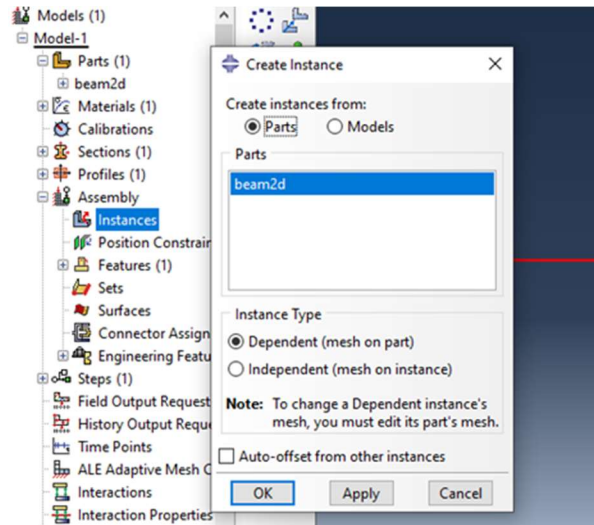 Models (1)
Model-1
Parts (1)
beam2d
Materials (1)
Calibrations
Sections (1)
Profiles (1)
Assembly
Instances
Position Constrain
Features (1)
Sets
Surfaces
Connector Assign
Engineering Featu
Steps (1)
Field Output Request
History Output Reque
Time Points
ALE Adaptive Mesh C
Interactions
Interaction Properties
Create Instance
Create instances from:
Parts Models
Parts
beam2d
Instance Type
Dependent (mesh on part)
Independent (mesh on instance)
Note: To change a Dependent instance's
mesh, you must edit its part's mesh.
Auto-offset from other instances
OK Apply Cancel